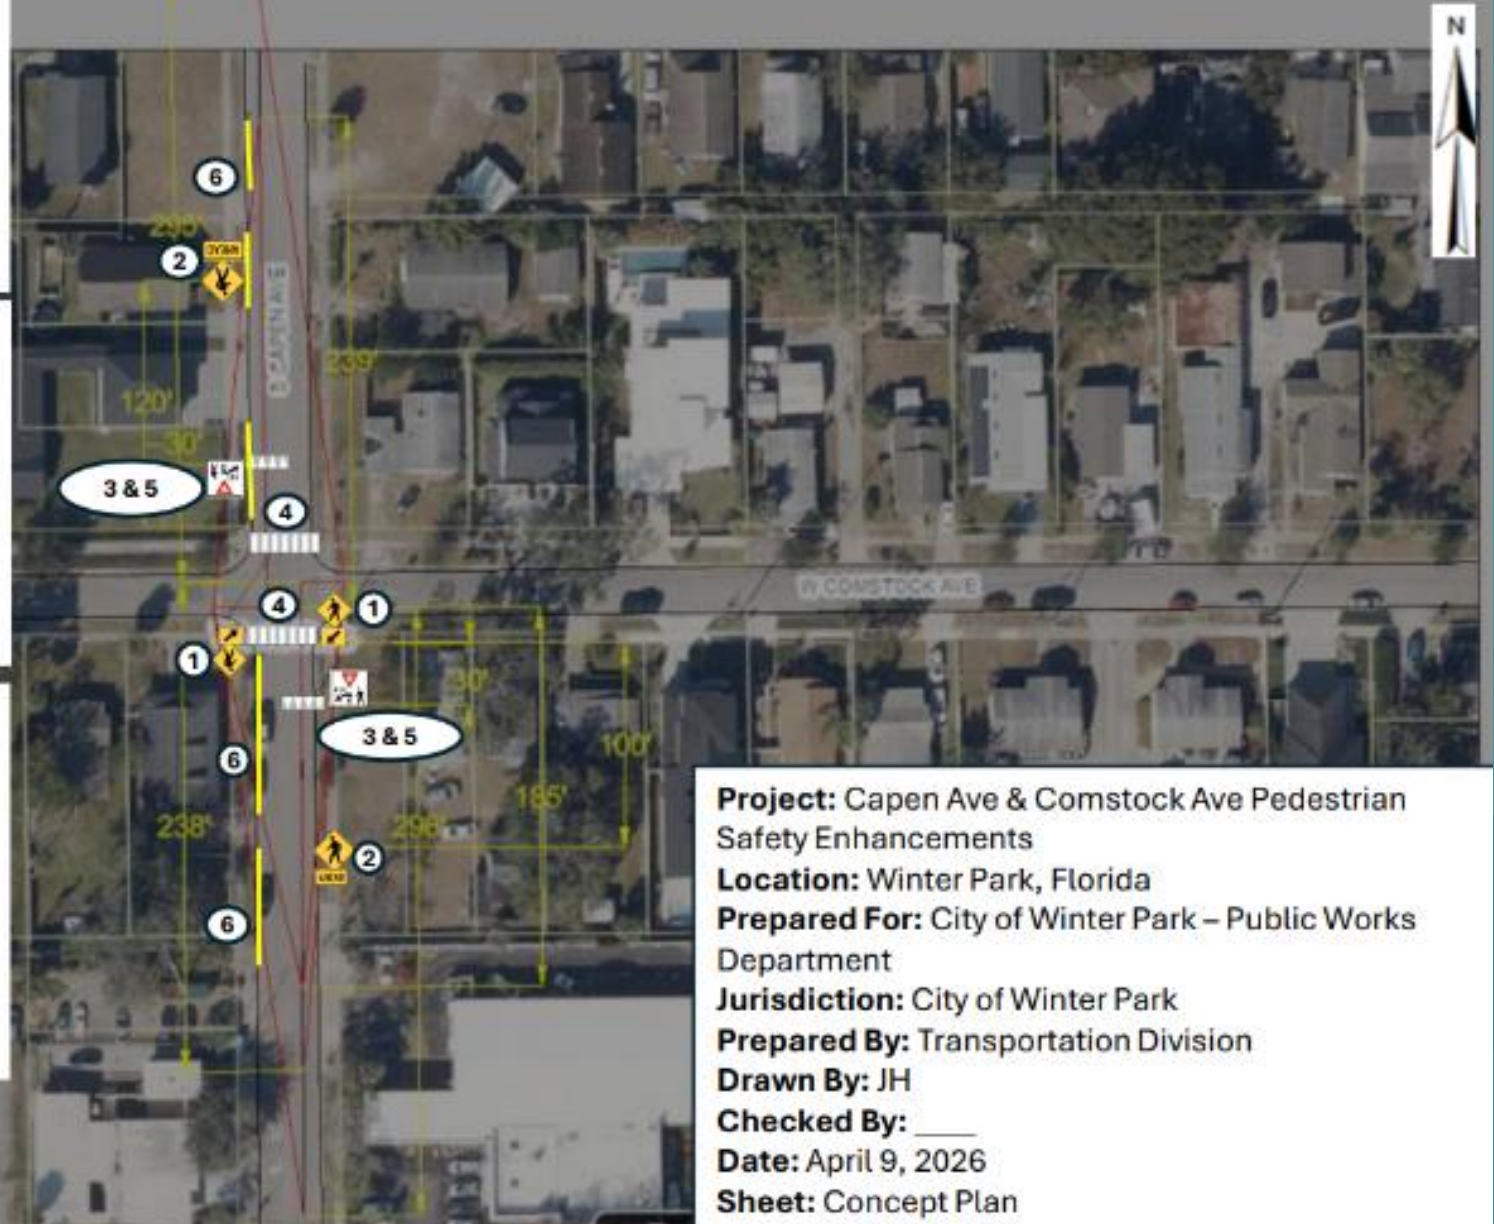 N
6
295'
2
S CAPEN AVE
239'
120'
30'
3 & 5
4
W COMSTOCK AVE
4
1
1
30'
3 & 5
100'
6
185'
238'
296'
2
6
Project: Capen Ave & Comstock Ave Pedestrian
Safety Enhancements
Location: Winter Park, Florida
Prepared For: City of Winter Park – Public Works
Department
Jurisdiction: City of Winter Park
Prepared By: Transportation Division
Drawn By: JH
Checked By: ____
Date: April 9, 2026
Sheet: Concept Plan